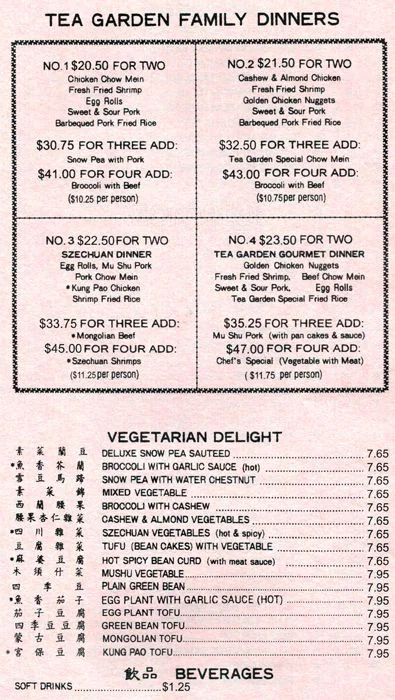 TEA GARDEN FAMILY DINNERS
NO.1 $20.50 FOR TWO
Chicken Chow Mein
Fresh Fried Shrimp
Egg Rolls
Sweet & Sour Pork
Barbequed Pork Fried Rice
$30.75 FOR THREE ADD:
Snow Pea with Pork
$41.00 FOR FOUR ADD:
Broccoli with Beef
($10.25 per person)
NO.2 $21.50 FOR TWO
Cashew & Almond Chicken
Fresh Fried Shrimp
Golden Chicken Nuggets
Sweet & Sour Pork
Barbequed Pork Fried Rice
$32.50 FOR THREE ADD:
Tea Garden Special Chow Mein
$43.00 FOR FOUR ADD:
Broccoli with Beef
($10.75 per person)
NO.3 $22.50 FOR TWO
SZECHUAN DINNER
Egg Rolls, Mu Shu Pork
Pork Chow Mein
*Kung Pao Chicken
Shrimp Fried Rice
$33.75 FOR THREE ADD:
*Mongolian Beef
$45.00 FOR FOUR ADD:
*Szechuan Shrimps
($11.25 per person)
NO.4 $23.50 FOR TWO
TEA GARDEN GOURMET DINNER
Golden Chicken Nuggets
Fresh Fried Shrimp, Beef Chow Mein
Sweet & Sour Pork, Egg Rolls
Tea Garden Special Fried Rice
$35.25 FOR THREE ADD:
Mu Shu Pork (with pan cakes & sauce)
$47.00 FOR FOUR ADD:
Chef's Special (Vegetable with Meat)
($11.75 per person)
VEGETARIAN DELIGHT
素菜蘭豆 DELUXE SNOW PEA SAUTEED 7.65
*魚香芥蘭 BROCCOLI WITH GARLIC SAUCE (hot) 7.65
雪豆馬蹄 SNOW PEA WITH WATER CHESTNUT 7.65
素菜錦 MIXED VEGETABLE 7.65
西蘭腰果 BROCCOLI WITH CASHEW 7.65
腰果杏仁雜菜 CASHEW & ALMOND VEGETABLES 7.65
*四川雜菜 SZECHUAN VEGETABLES (hot & spicy) 7.65
豆腐雜菜 TUFU (BEAN CAKES) WITH VEGETABLE 7.65
*麻婆豆腐 HOT SPICY BEAN CURD (with meat sauce) 7.65
木須什菜 MUSHU VEGETABLE 7.95
四季豆 PLAIN GREEN BEAN 7.95
*魚香茄子 EGG PLANT WITH GARLIC SAUCE (HOT) 7.95
茄子豆腐 EGG PLANT TOFU 7.95
四季豆豆腐 GREEN BEAN TOFU 7.95
蒙古豆腐 MONGOLIAN TOFU 7.95
*宮保豆腐 KUNG PAO TOFU 7.95
飲品 BEVERAGES
SOFT DRINKS $1.25